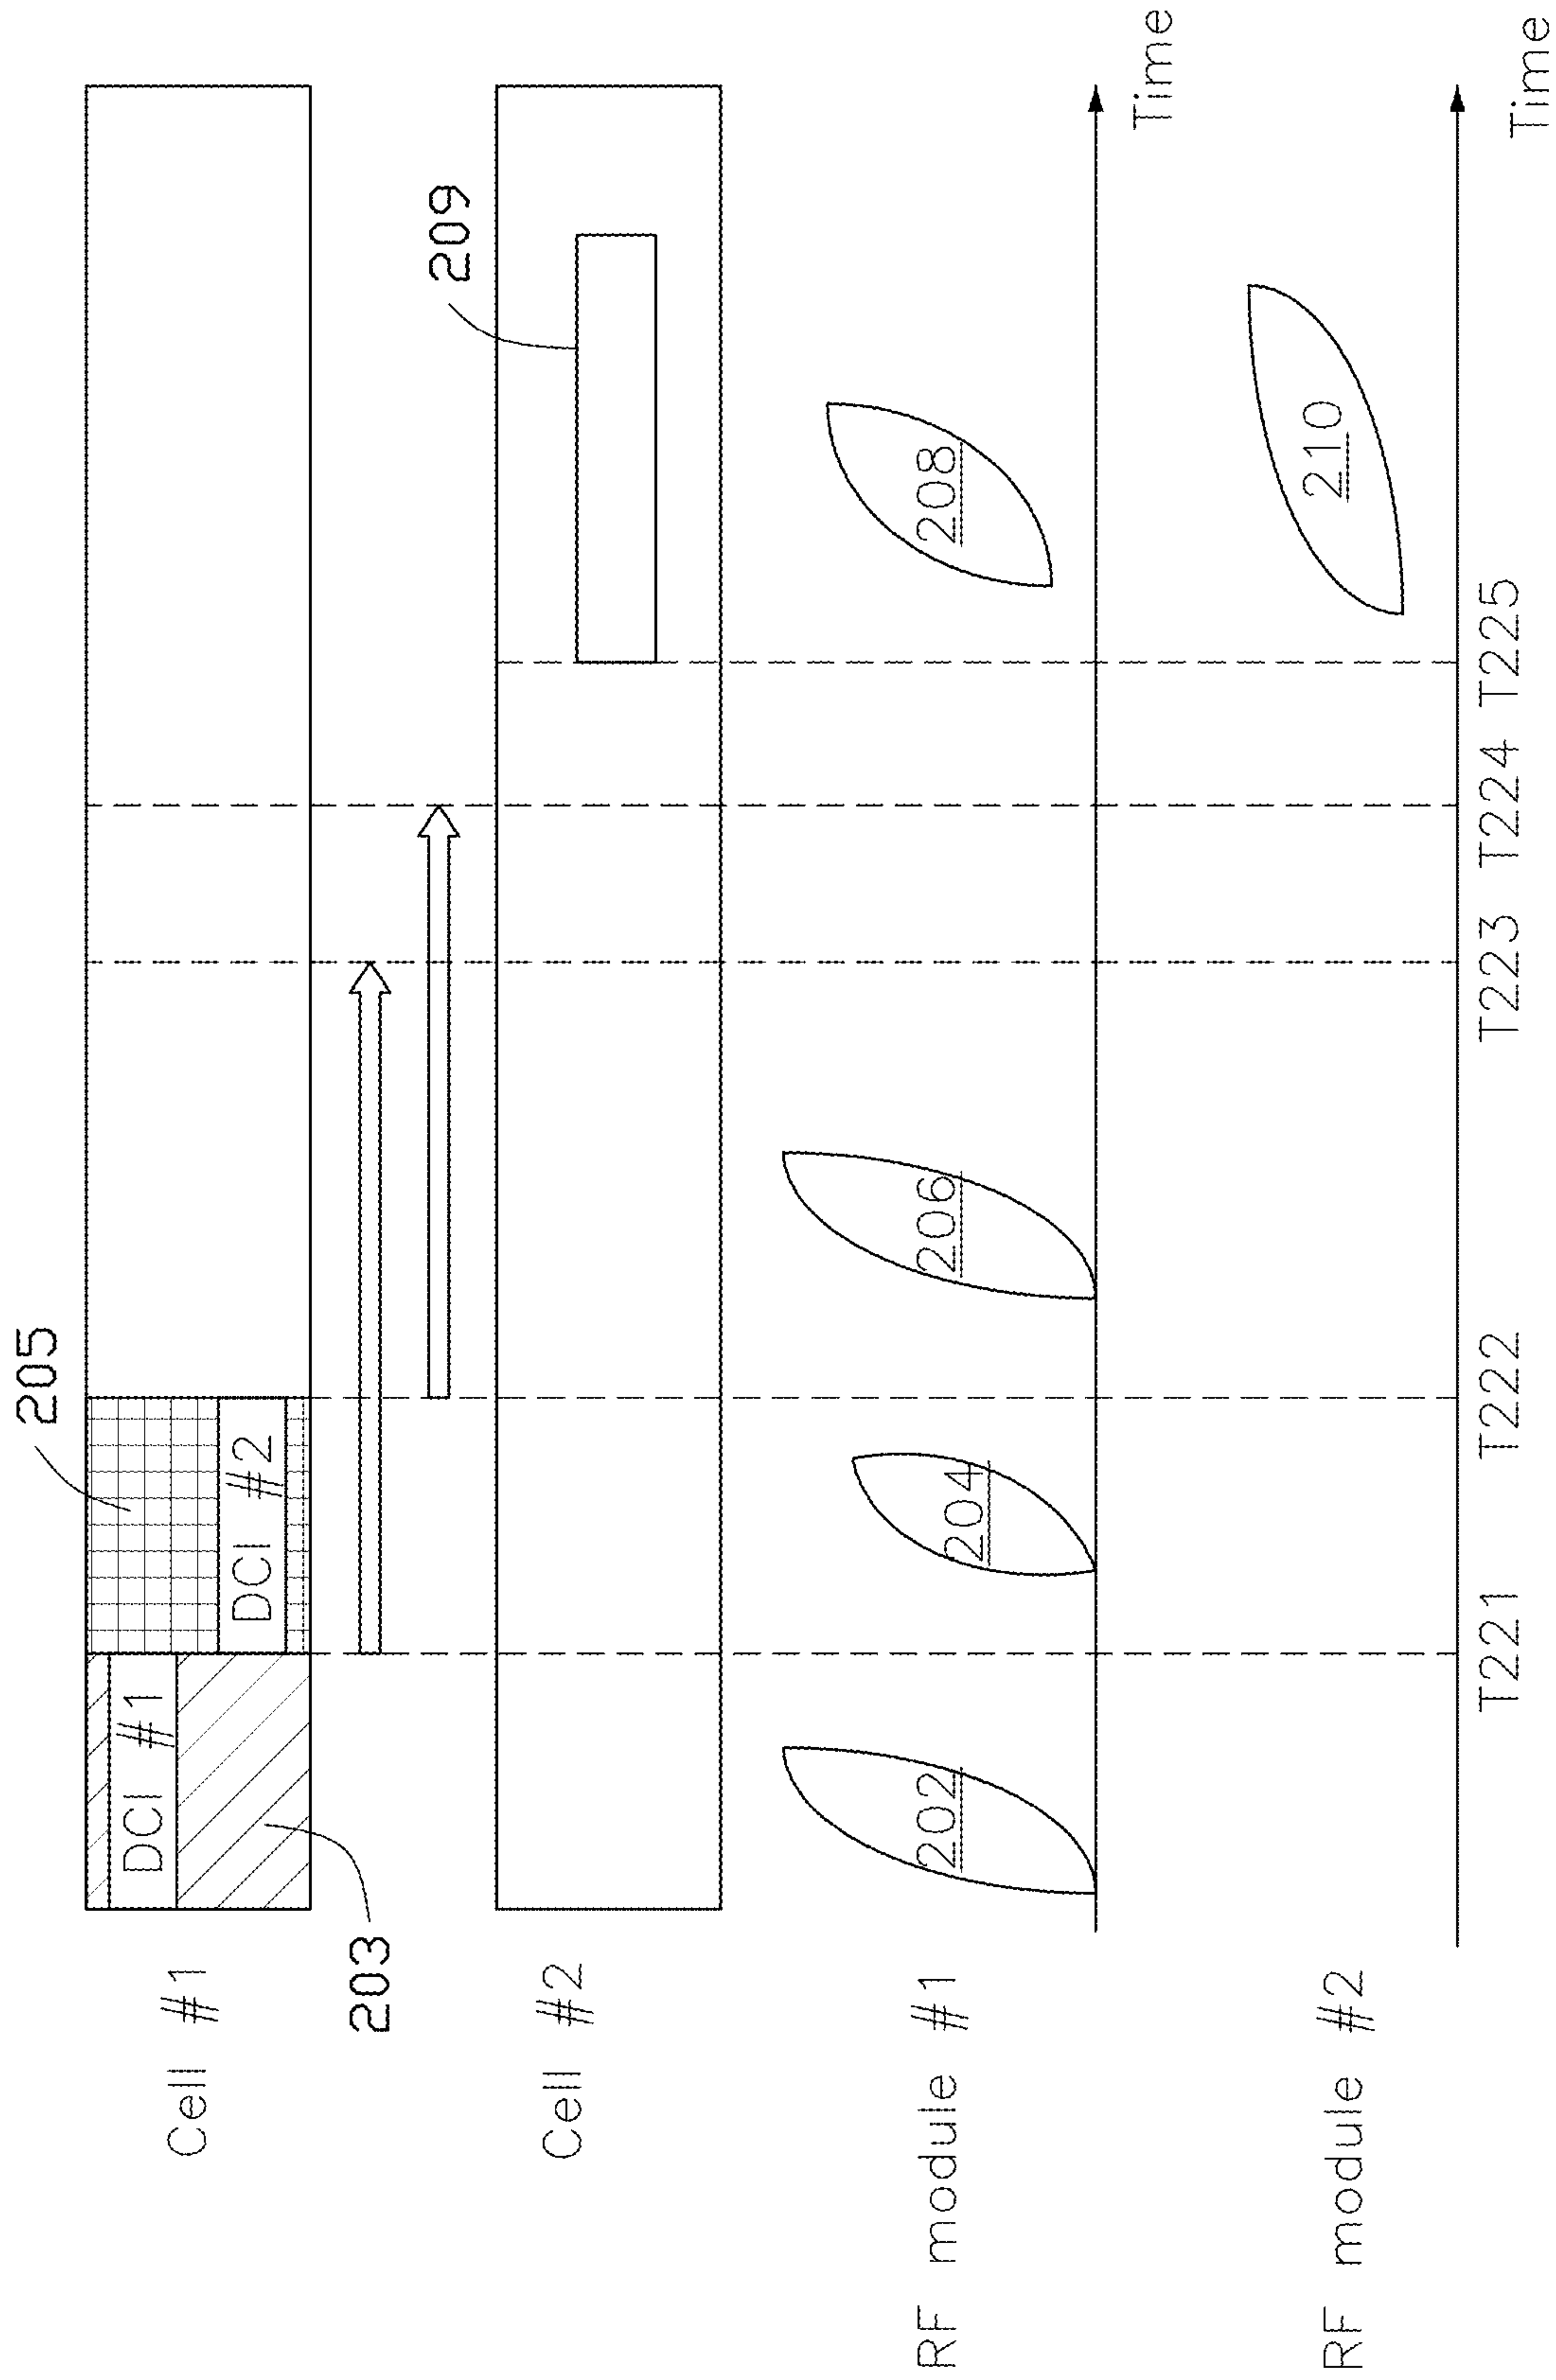 205
Cell #1
DCI #1
DCI #2
203
209
Cell #2
RF module #1
202
204
206
208
Time
RF module #2
210
T221
T222
T223
T224
T225
Time